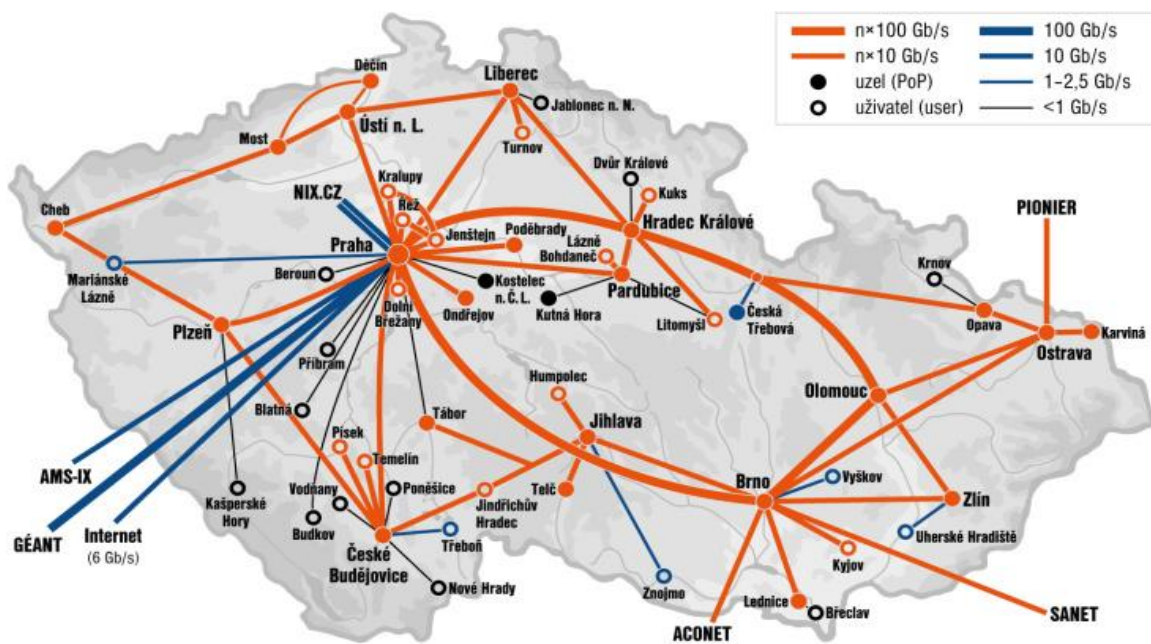 n×100 Gb/s
100 Gb/s
n×10 Gb/s
10 Gb/s
uzel (PoP)
1–2,5 Gb/s
uživatel (user)
<1 Gb/s
Děčín
Liberec
Jablonec n. N.
Ústí n. L.
Most
Turnov
Dvůr Králové
Kralupy
Kuks
NIX.CZ
Řež
Cheb
Hradec Králové
PIONIER
Praha
Jenštejn
Poděbrady
Lázně
Bohdaneč
Krnov
Mariánské
Lázně
Beroun
Kostelec
n. Č. L.
Pardubice
Dolní
Břežany
Ondřejov
Kutná Hora
Litomyšl
Česká
Třebová
Opava
Plzeň
Ostrava
Karviná
Příbram
Humpolec
Olomouc
Blatná
Tábor
Jihlava
Písek
Temelín
AMS-IX
Vodňany
Poněšice
Telč
Brno
Vyškov
Kašperské
Hory
Jindřichův
Hradec
Zlín
GÉANT
Internet
(6 Gb/s)
Budkov
Třeboň
Uherské Hradiště
České
Budějovice
Kyjov
Nové Hrady
Znojmo
Lednice
Břeclav
SANET
ACONET